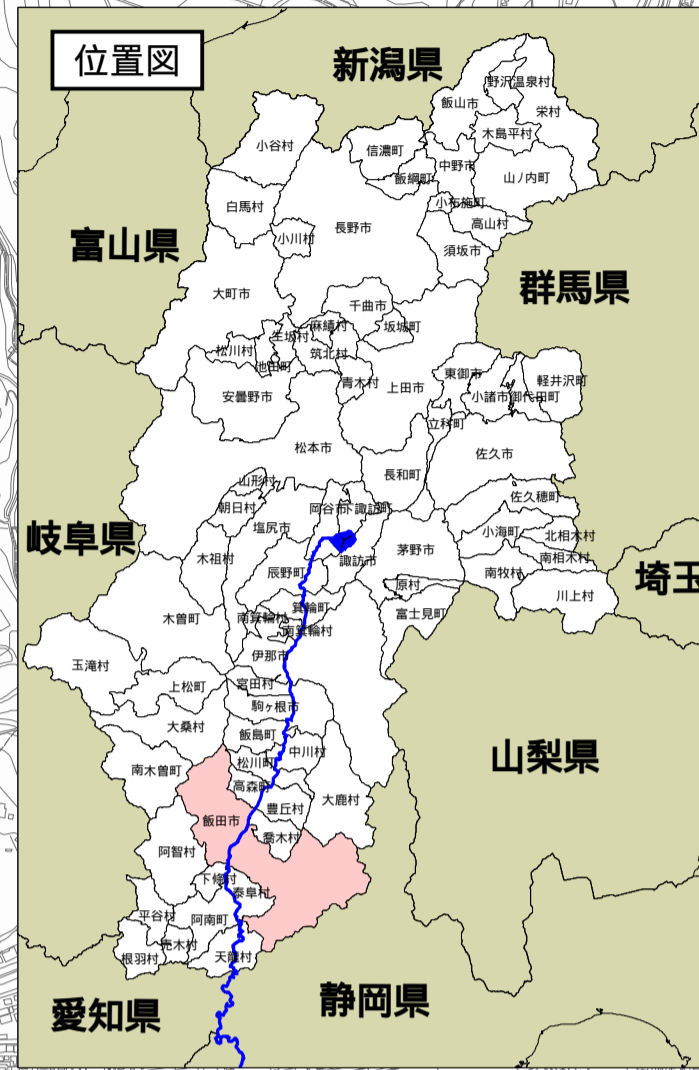 位置図
新潟県
野沢温泉村
飯山市
栄村
木島平村
小谷村
信濃町
中野市
飯綱町
山ノ内町
白馬村
小布施町
高山村
長野市
小川村
須坂市
富山県
群馬県
大町市
千曲市
麻績村
坂城町
生坂村
松川村
筑北村
池田町
青木村
上田市
東御市
軽井沢町
小諸市
御代田町
安曇野市
立科町
松本市
佐久市
長和町
山形村
佐久穂町
朝日村
岡谷市
下諏訪町
塩尻市
小海町
北相木村
岐阜県
木祖村
諏訪市
茅野市
南相木村
辰野町
南牧村
埼玉
原村
川上村
木曽町
箕輪町
富士見町
南箕輪村
南箕輪村
伊那市
玉滝村
上松町
宮田村
駒ヶ根市
大桑村
飯島町
中川村
山梨県
松川町
南木曽町
高森町
大鹿村
豊丘村
飯田市
喬木村
阿智村
下條村
泰阜村
平谷村
阿南町
売木村
根羽村
天龍村
静岡県
愛知県